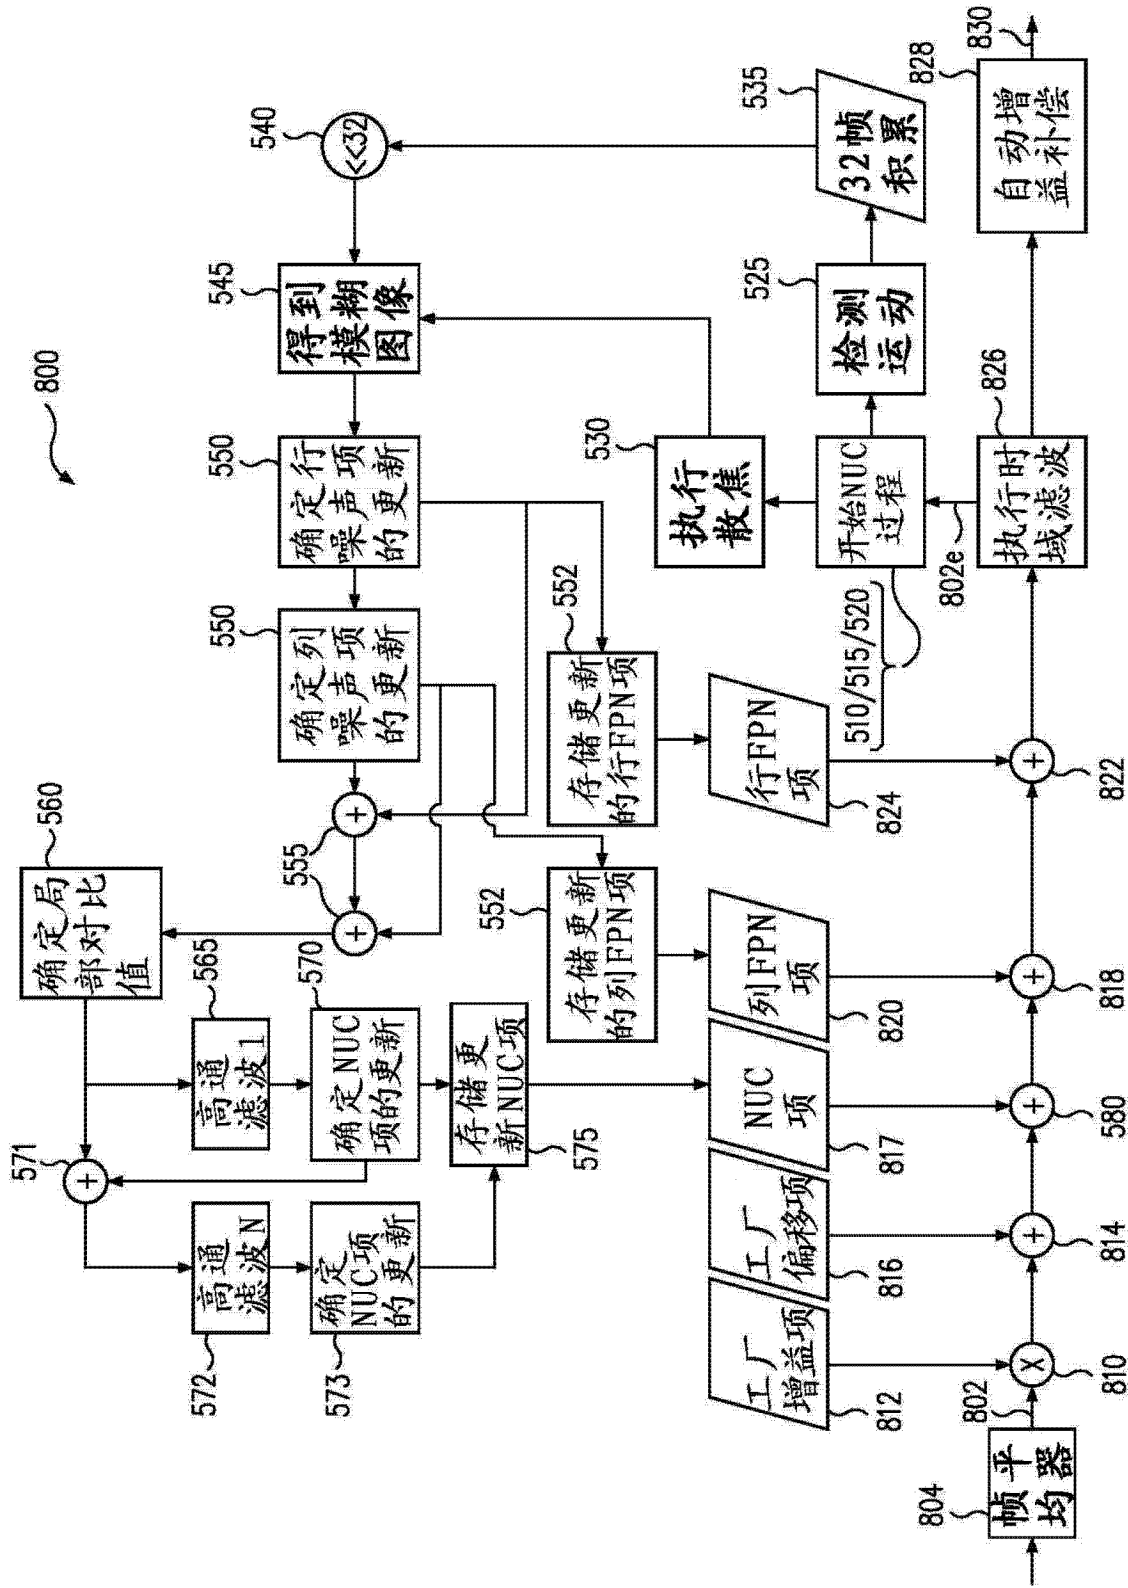 800
571
560
确定局
部对比
值
572
高通
滤波N
565
高通
滤波1
550
确定列
噪声项
的更新
550
确定行
噪声项
的更新
545
得到
模糊
图像
540
<<32
573
确定
NUC项
的更新
570
确定NUC
项的更新
555
575
存储更
新NUC项
552
存储更新
的列FPN项
552
存储更新
的行FPN项
530
执行
散焦
812
工厂
增益项
816
工厂
偏移项
817
NUC
项
820
列FPN
项
824
行FPN
项
510/515/520
开始NUC
过程
525
检测
运动
535
32帧
积累
802e
804
帧平
均器
802
810
814
580
818
822
826
执行时
域滤波
828
自动增
益补偿
830